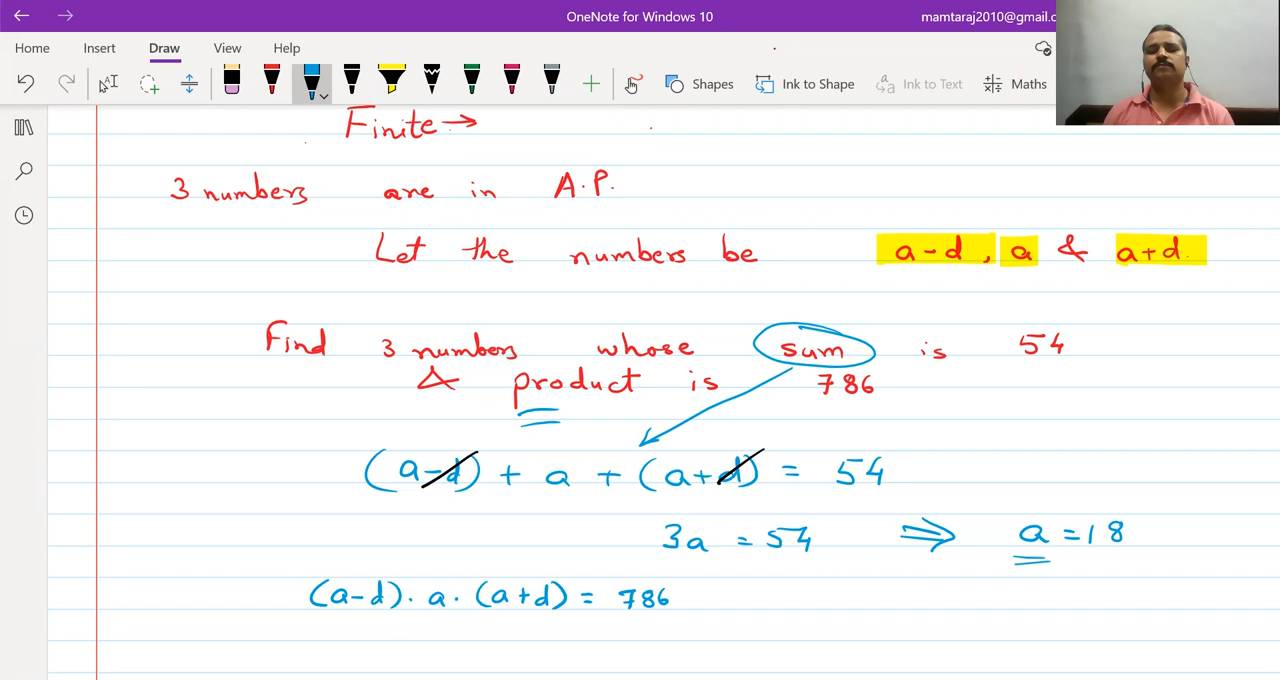 OneNote for Windows 10
mamtaraj2010@gmail.c
Home Insert Draw View Help
Shapes Ink to Shape Ink to Text Maths
Finite →
3 numbers are in A.P.
Let the numbers be a-d, a & a+d.
Find 3 numbers whose sum is 54
& product is 786
(a-d) + a + (a+d) = 54
3a = 54 ⇒ a = 18
(a-d) . a . (a+d) = 786